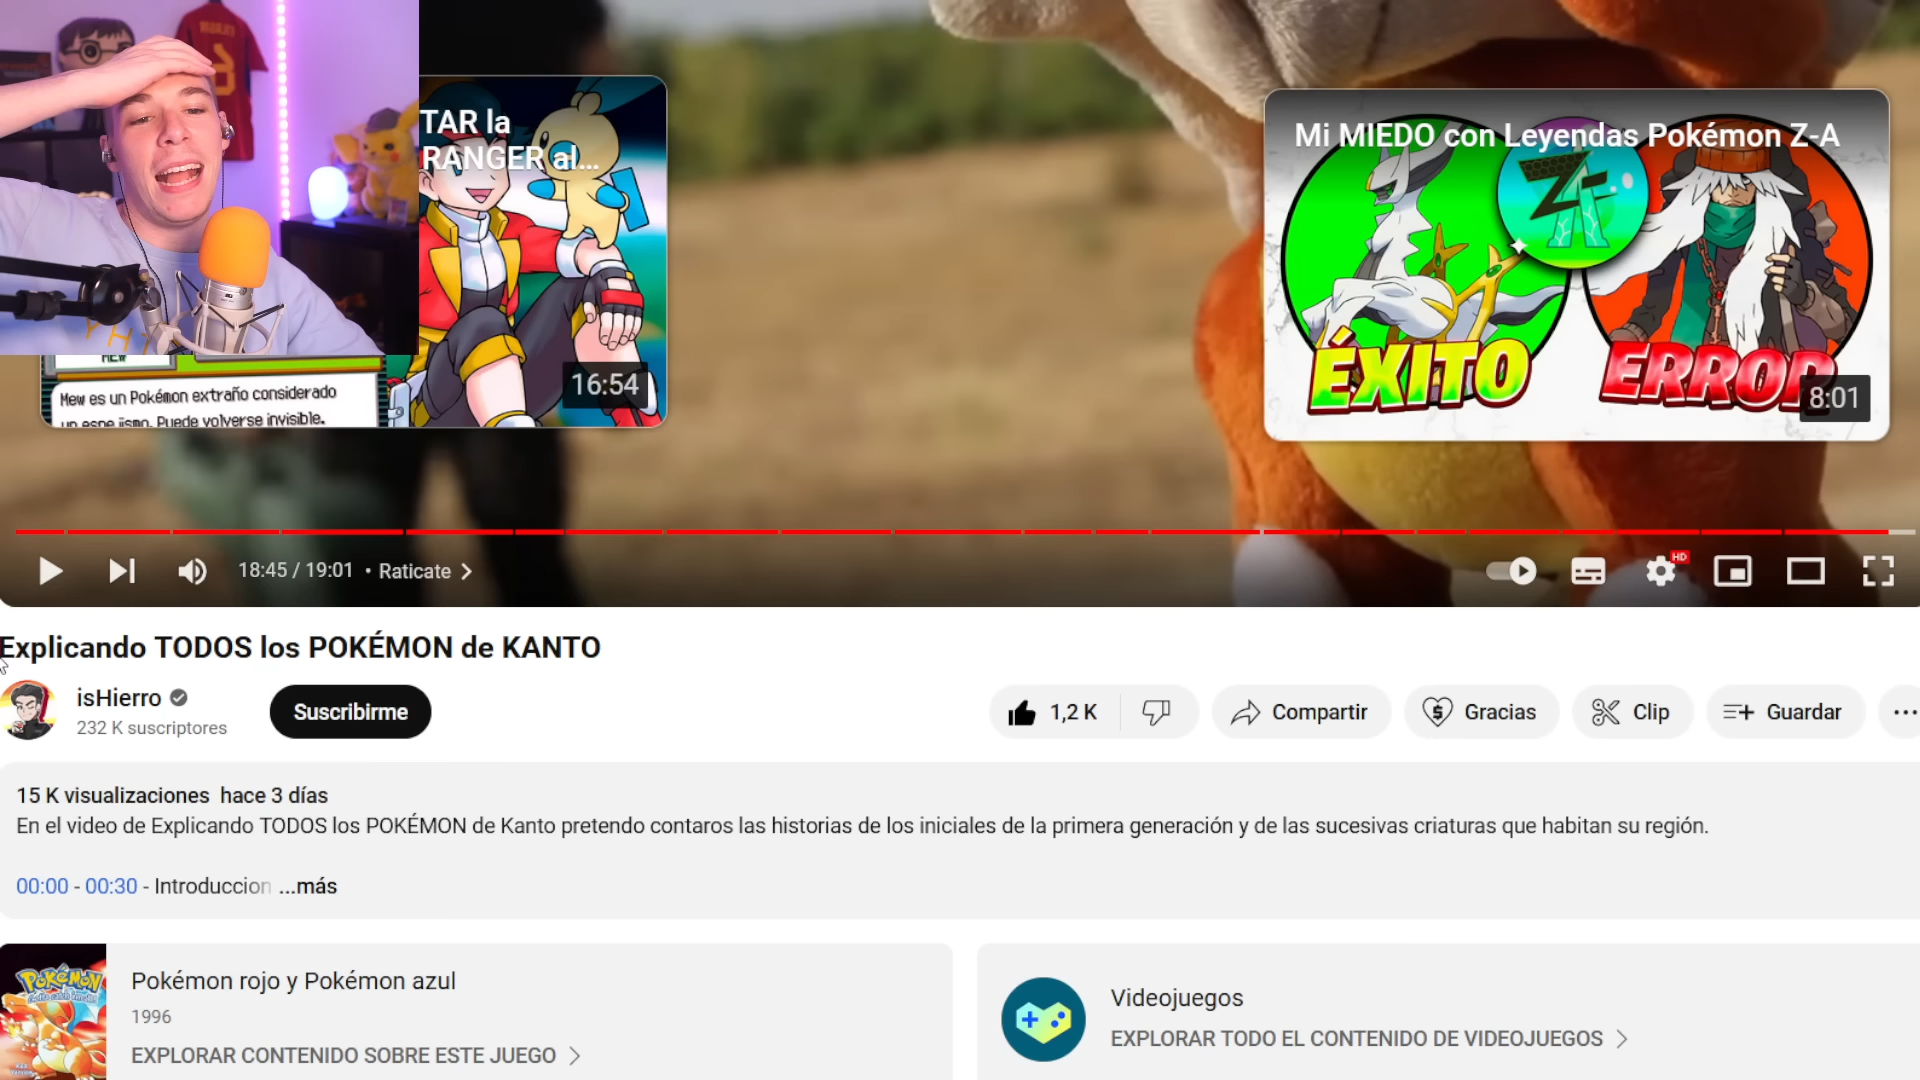 TAR la
RANGER al...
Mew es un Pokémon extraño considerado
Puede volverse invisible.
16:54
Mi MIEDO con Leyendas Pokémon Z-A
ÉXITO
ERROR
8:01
18:45 / 19:01 • Raticate
HD
Explicando TODOS los POKÉMON de KANTO
isHierro
232 K suscriptores
Suscribirme
1,2 K
Compartir
Gracias
Clip
Guardar
15 K visualizaciones hace 3 días
En el video de Explicando TODOS los POKÉMON de Kanto pretendo contaros las historias de los iniciales de la primera generación y de las sucesivas criaturas que habitan su región.
00:00 - 00:30 - Introduccion ...más
POKéMON
Pokémon rojo y Pokémon azul
1996
EXPLORAR CONTENIDO SOBRE ESTE JUEGO
Videojuegos
EXPLORAR TODO EL CONTENIDO DE VIDEOJUEGOS